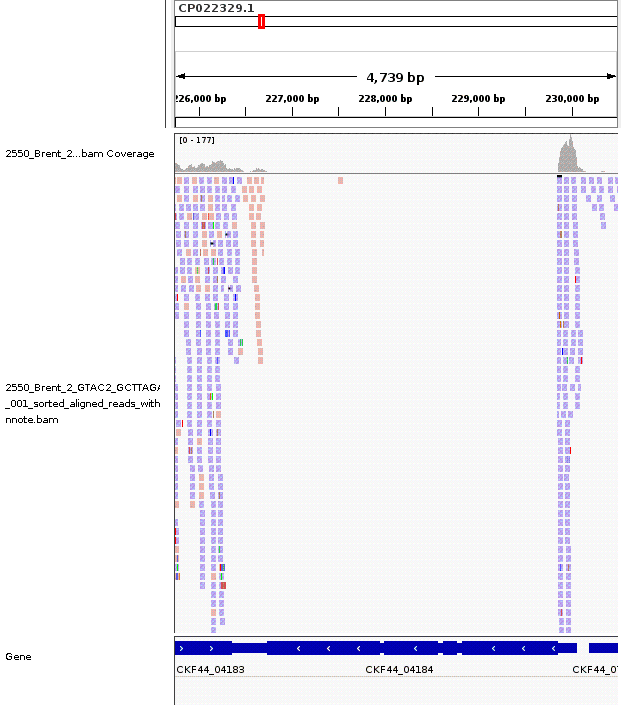 CP022329.1
4,739 bp
226,000 bp 227,000 bp 228,000 bp 229,000 bp 230,000 bp
[0 - 177]
2550_Brent_2...bam Coverage
2550_Brent_2_GTAC2_GCTTAGA
_001_sorted_aligned_reads_with
nnote.bam
Gene
CKF44_04183 CKF44_04184 CKF44_0